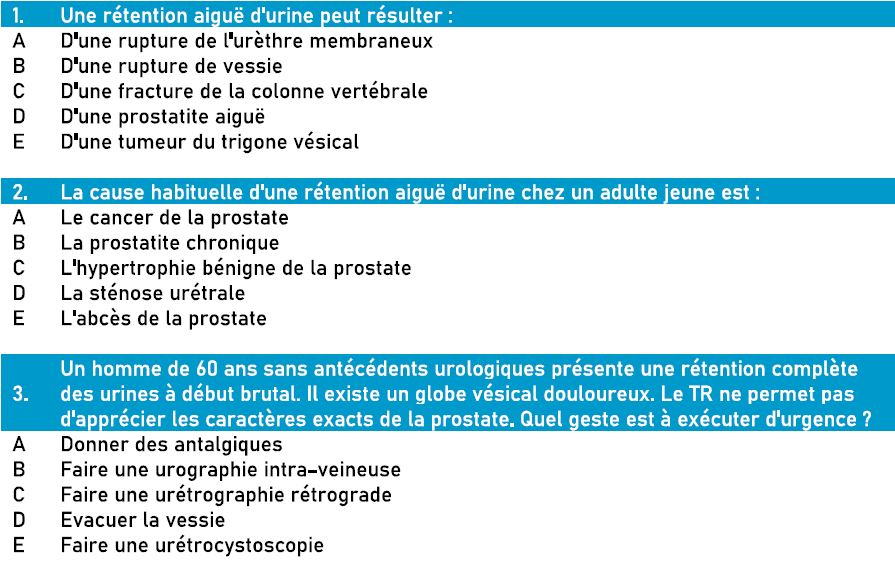 1. Une rétention aiguë d'urine peut résulter :
A D'une rupture de l'urèthre membraneux
B D'une rupture de vessie
C D'une fracture de la colonne vertébrale
D D'une prostatite aiguë
E D'une tumeur du trigone vésical
2. La cause habituelle d'une rétention aiguë d'urine chez un adulte jeune est :
A Le cancer de la prostate
B La prostatite chronique
C L'hypertrophie bénigne de la prostate
D La sténose urétrale
E L'abcès de la prostate
Un homme de 60 ans sans antécédents urologiques présente une rétention complète
3. des urines à début brutal. Il existe un globe vésical douloureux. Le TR ne permet pas
d'apprécier les caractères exacts de la prostate. Quel geste est à exécuter d'urgence ?
A Donner des antalgiques
B Faire une urographie intra-veineuse
C Faire une urétrographie rétrograde
D Evacuer la vessie
E Faire une urétrocystoscopie